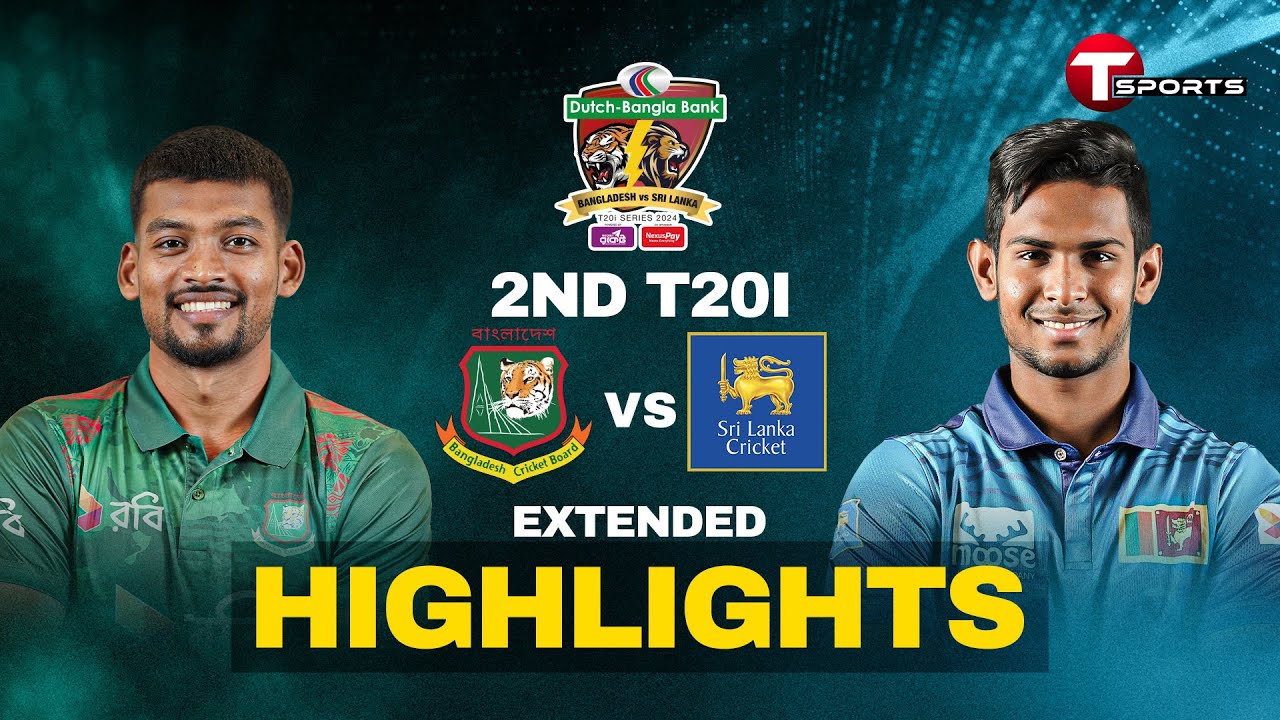 T SPORTS
Dutch-Bangla Bank
BANGLADESH vs SRI LANKA
T20i SERIES 2024
NexusPay
2ND T20I
বাংলাদেশ
Bangladesh Cricket Board
VS
Sri Lanka
Cricket
রবি
moose
EXTENDED
HIGHLIGHTS